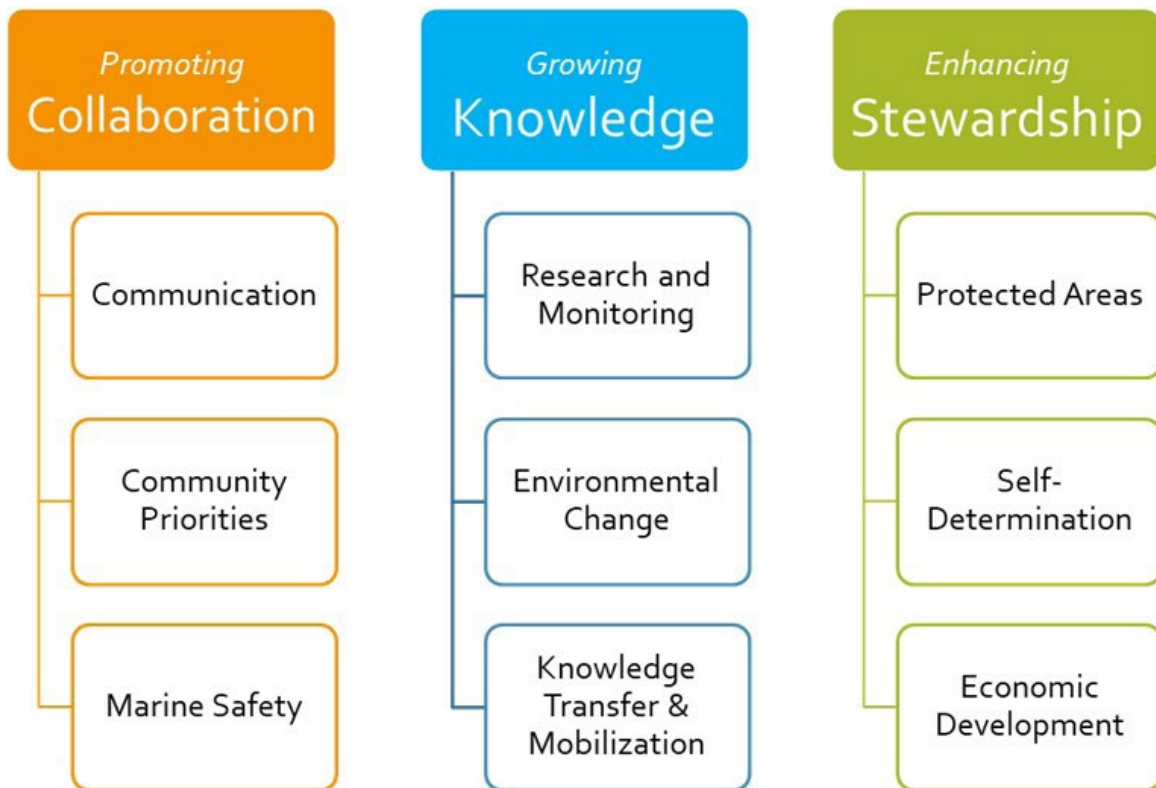 Promoting
Collaboration
Communication
Community
Priorities
Marine Safety
Growing
Knowledge
Research and
Monitoring
Environmental
Change
Knowledge
Transfer &
Mobilization
Enhancing
Stewardship
Protected Areas
Self-
Determination
Economic
Development